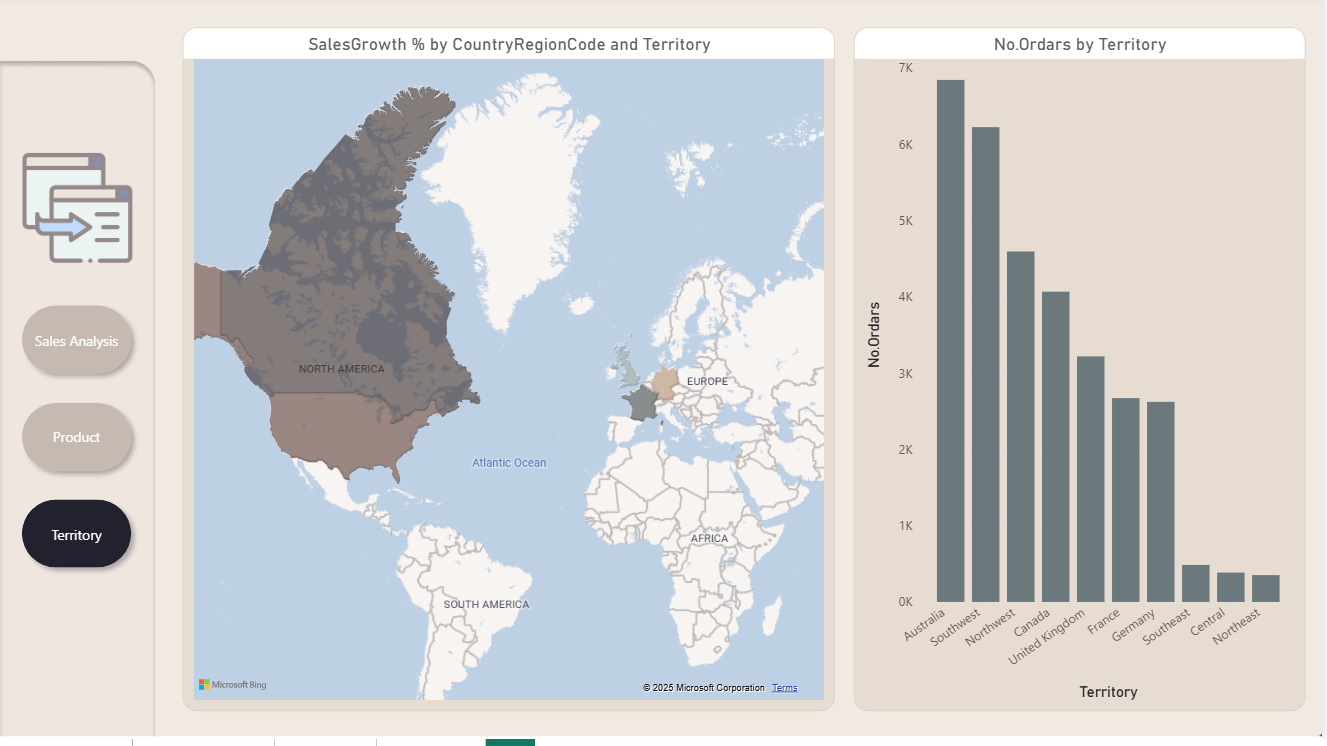 Sales Analysis
Product
Territory
SalesGrowth % by CountryRegionCode and Territory
NORTH AMERICA
EUROPE
Atlantic Ocean
AFRICA
SOUTH AMERICA
Microsoft Bing
© 2025 Microsoft Corporation Terms
No.Ordars by Territory
No.Ordars
7K
6K
5K
4K
3K
2K
1K
0K
Australia
Southwest
Northwest
Canada
United Kingdom
France
Germany
Southeast
Central
Northeast
Territory